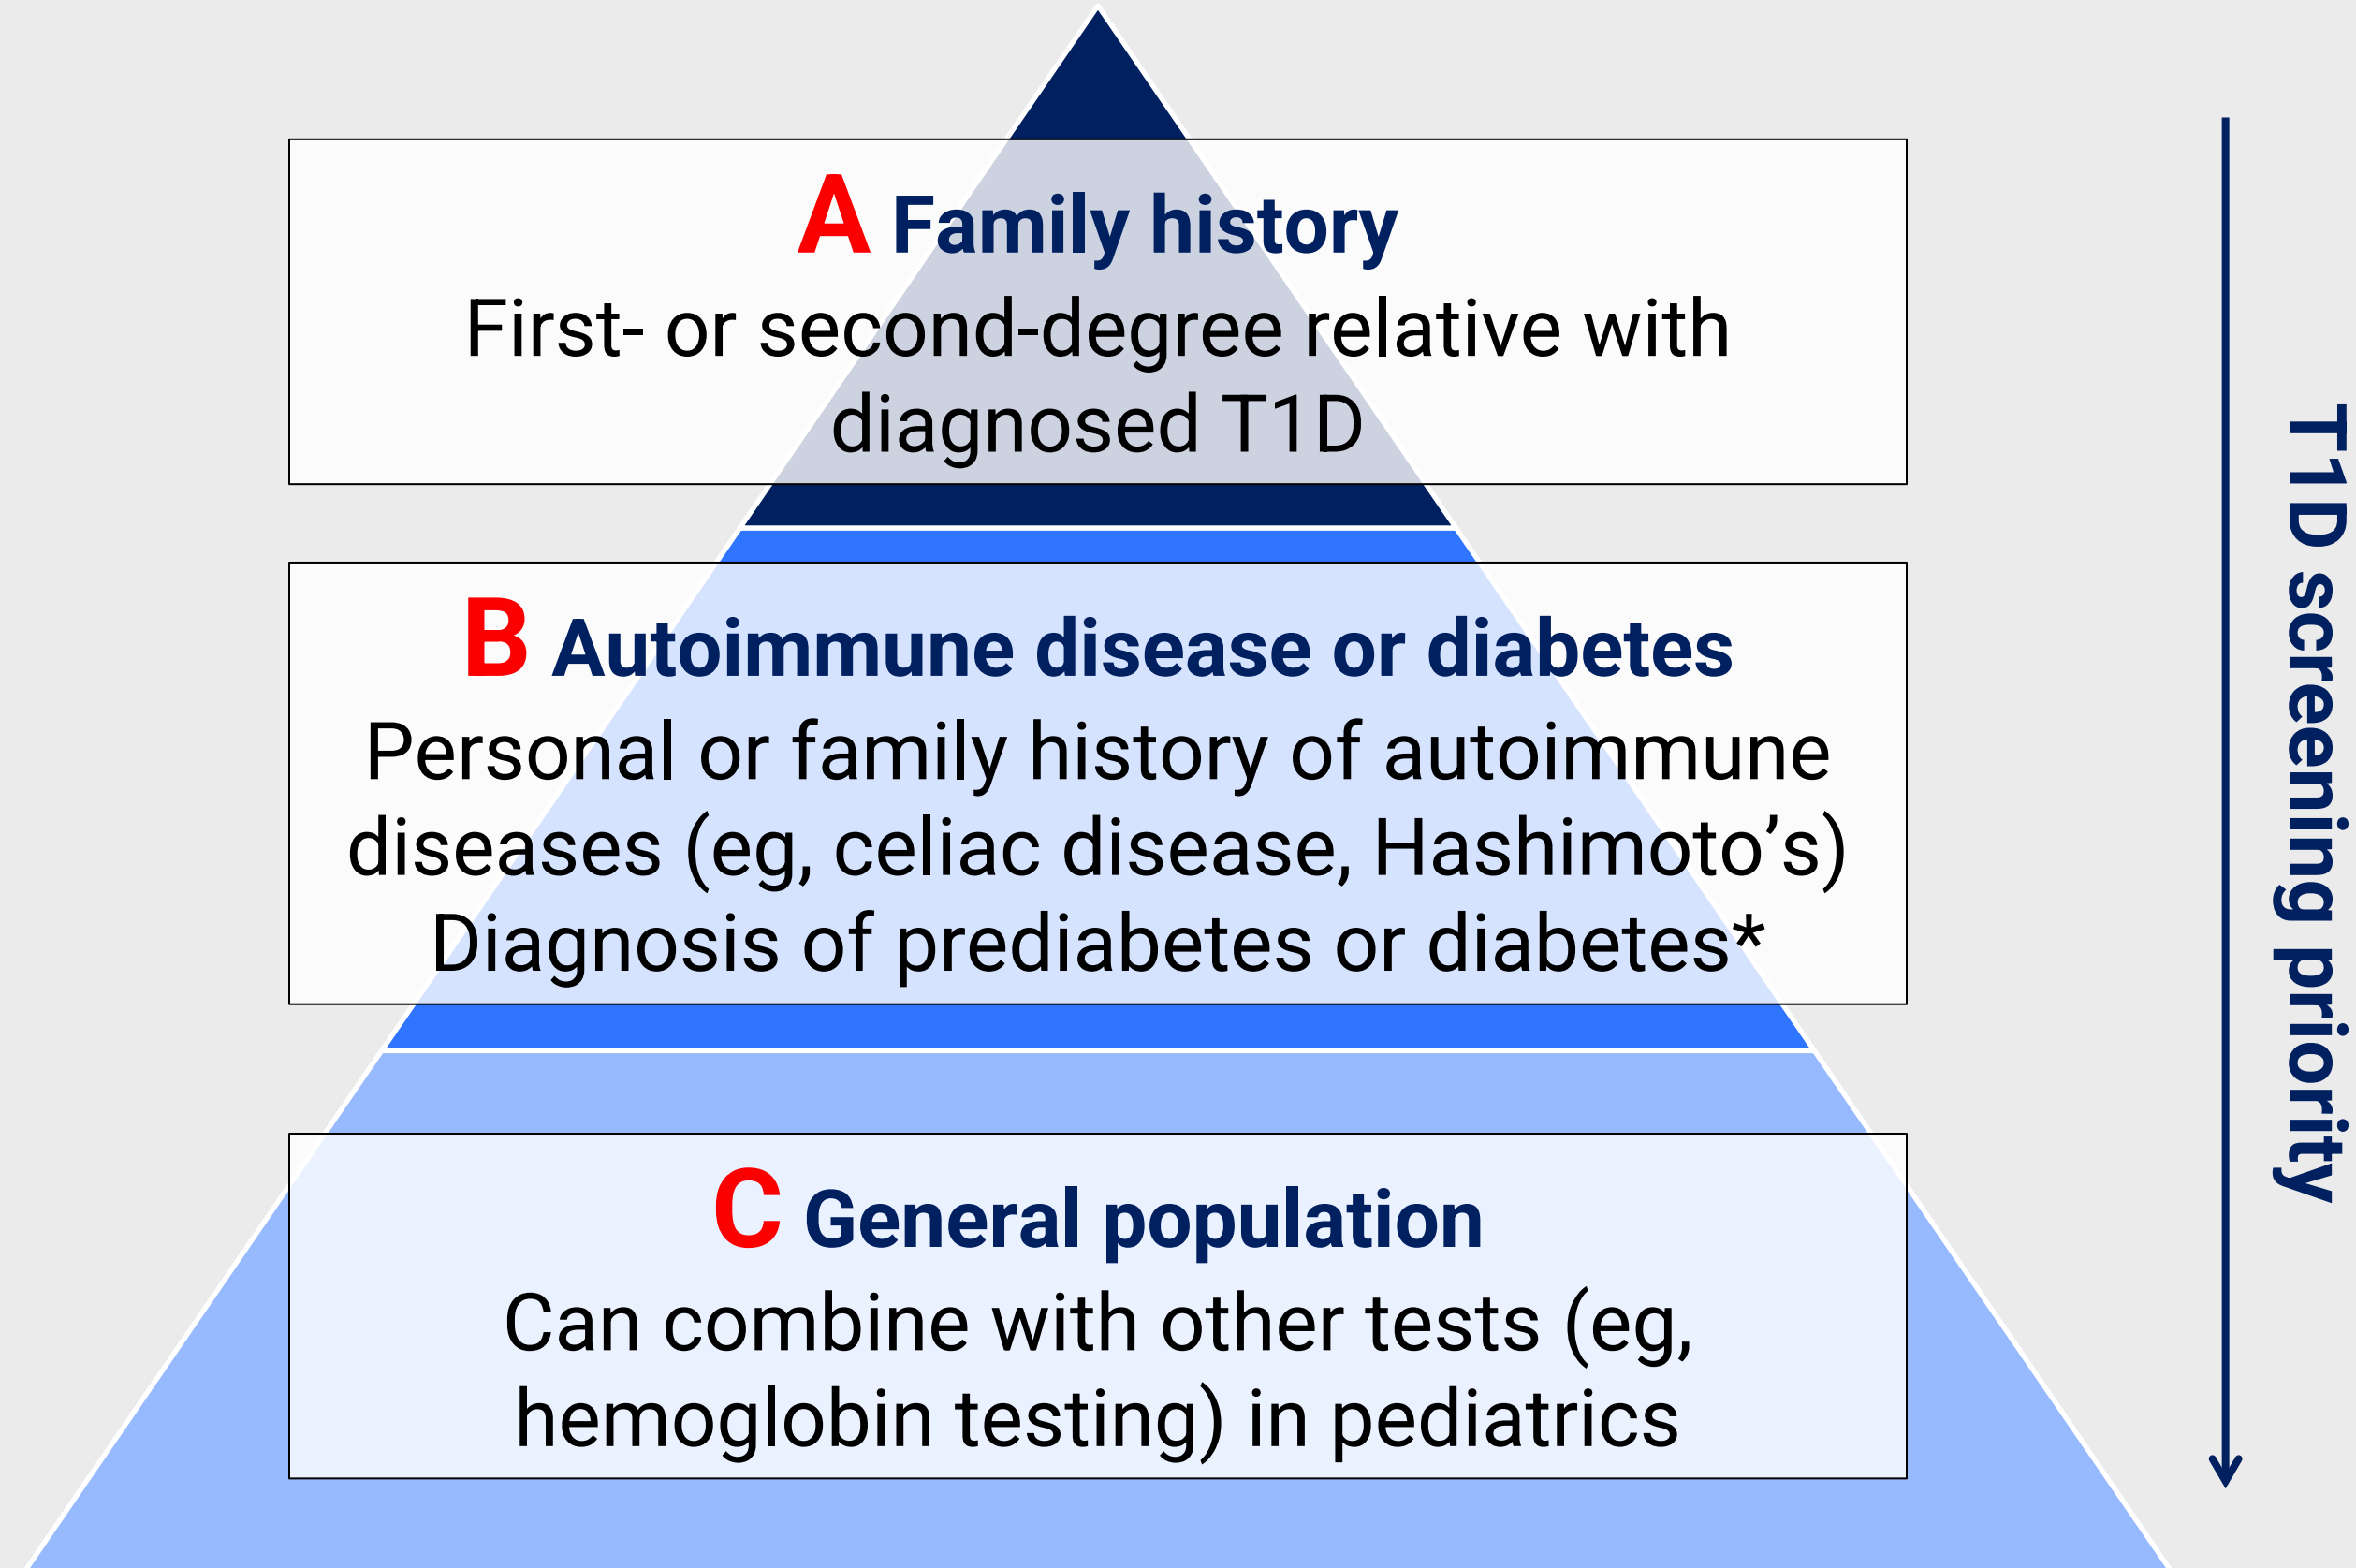 A Family history
First- or second-degree relative with
diagnosed T1D
B Autoimmune disease or diabetes
Personal or family history of autoimmune
diseases (eg, celiac disease, Hashimoto’s)
Diagnosis of prediabetes or diabetes*
C General population
Can combine with other tests (eg,
hemoglobin testing) in pediatrics
T1D screening priority